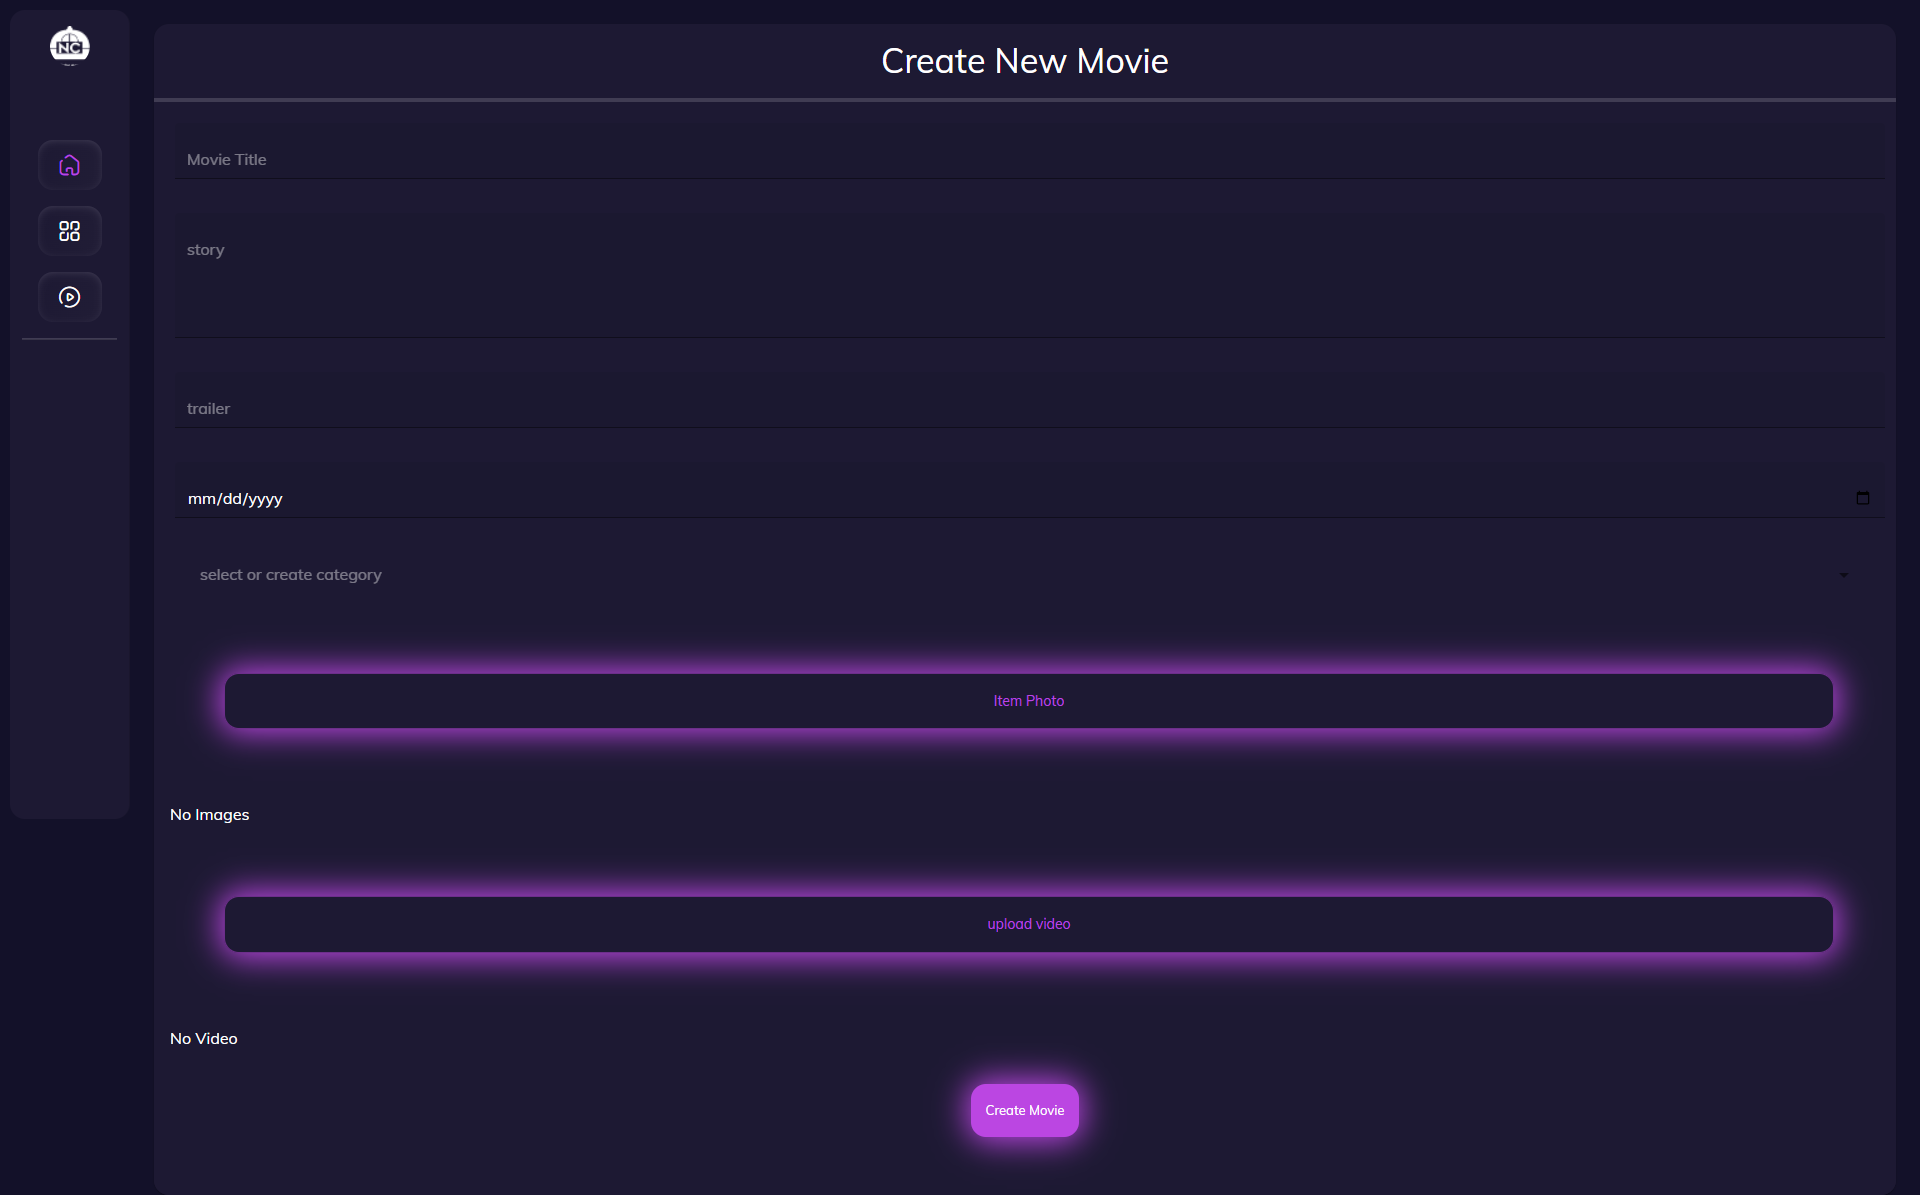 NC
Create New Movie
Movie Title
story
trailer
mm/dd/yyyy
select or create category
Item Photo
No Images
upload video
No Video
Create Movie